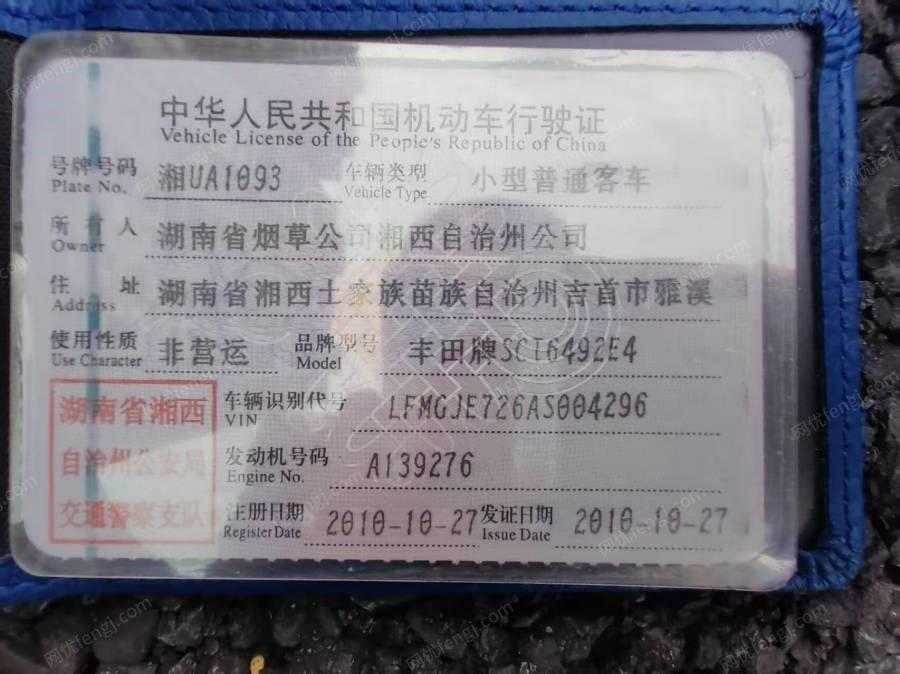 中华人民共和国机动车行驶证
Vehicle License of the People's Republic of China
号牌号码 湘UA1093 车辆类型 小型普通客车
Plate No. Vehicle Type
所有人 湖南省烟草公司湘西自治州公司
Owner
住址 湖南省湘西土家族苗族自治州吉首市雅溪
Address
使用性质 非营运 品牌型号 丰田牌SCT6492E4
Use Character Model
湖南省湘西
自治州公安局
交通警察支队
车辆识别代号 LFMGJE726AS004296
VIN
发动机号码 A139276
Engine No.
注册日期 2010-10-27 发证日期 2010-10-27
Register Date Issue Date
网优fengj.com